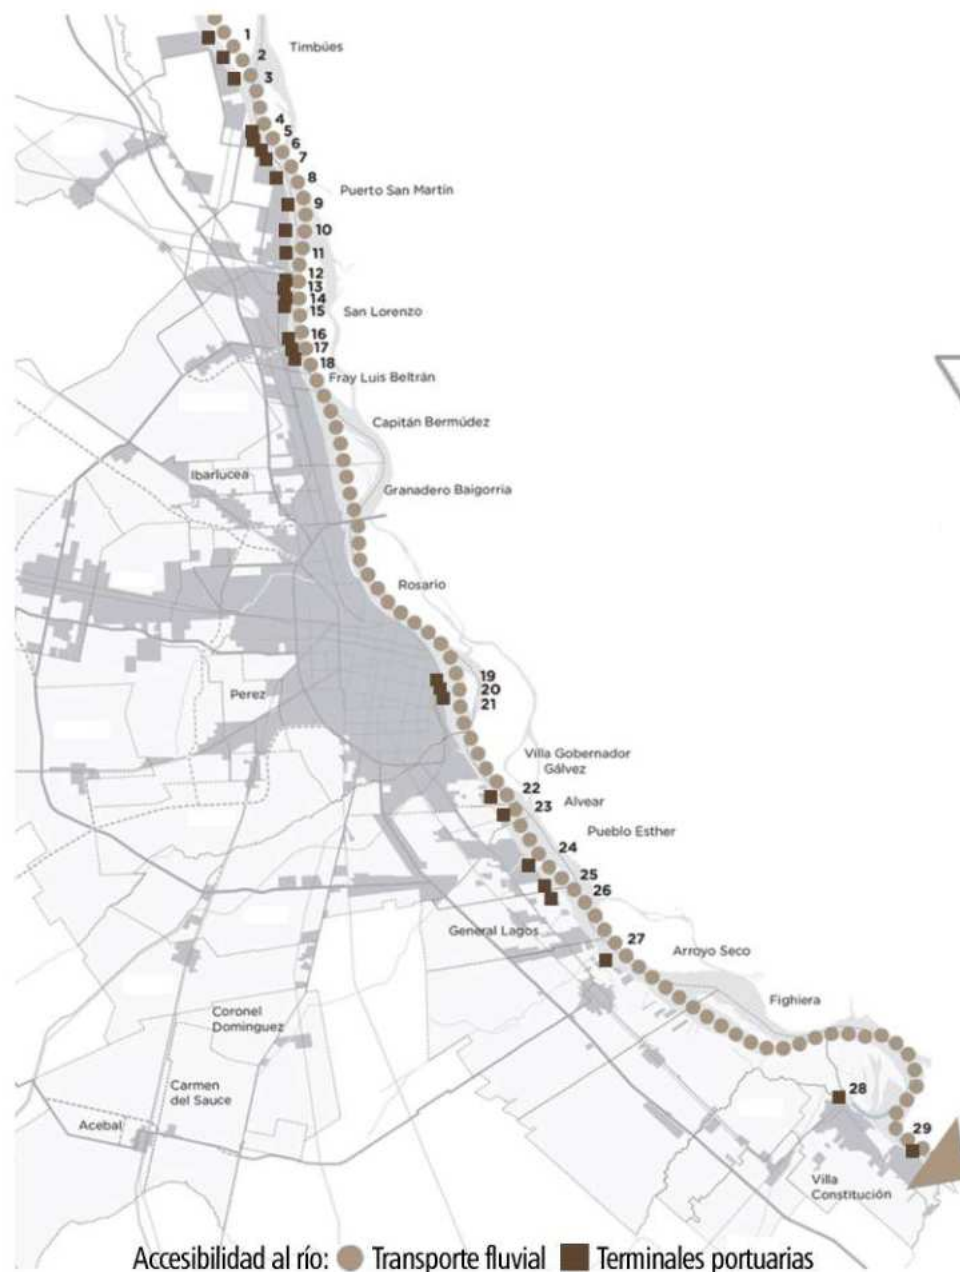 1
Timbúes
2
3
4
5
6
7
8
Puerto San Martín
9
10
11
12
13
14
15
San Lorenzo
16
17
18
Fray Luis Beltrán
Capitán Bermúdez
Ibarlucea
Granadero Baigorria
Rosario
19
20
21
Perez
Villa Gobernador
Gálvez
22
23
Alvear
Pueblo Esther
24
25
26
General Lagos
27
Arroyo Seco
Fighiera
Coronel
Dominguez
Carmen
del Sauce
28
Acebal
29
Villa
Constitución
Accesibilidad al río: Transporte fluvial Terminales portuarias